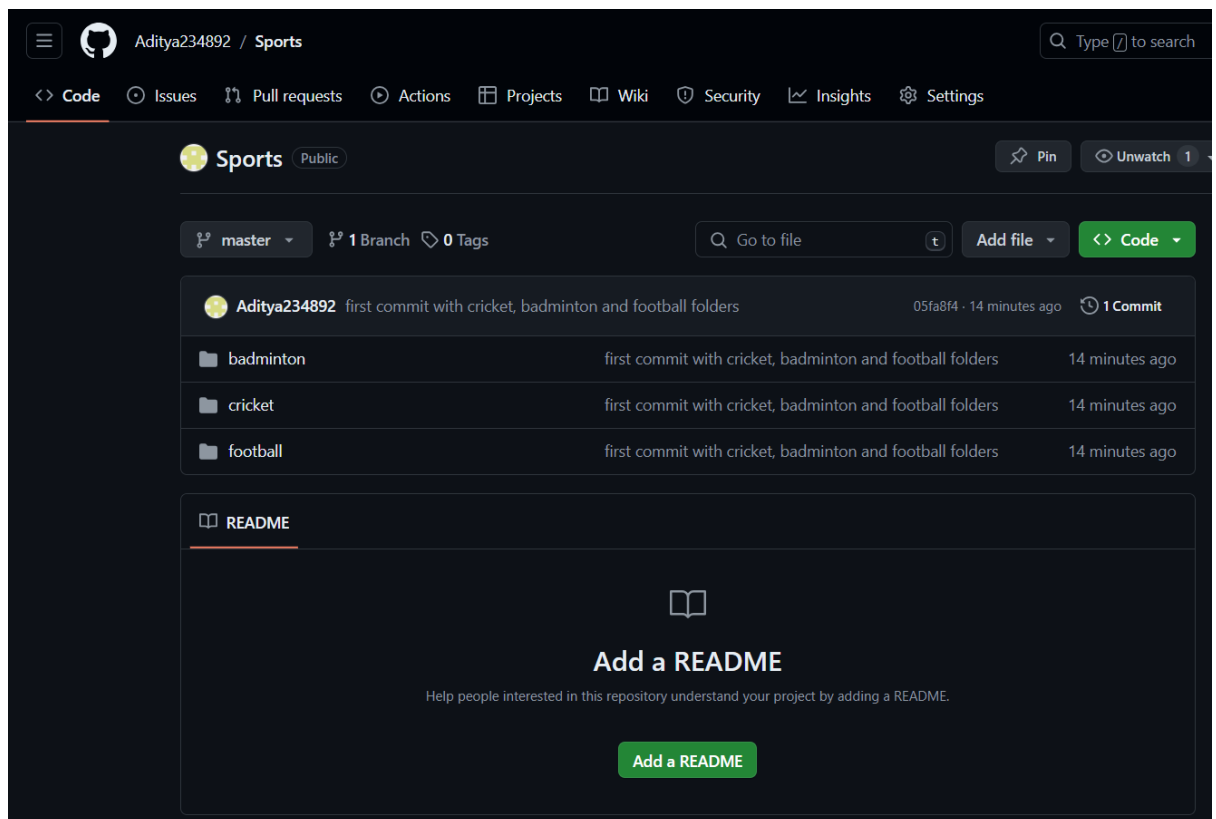 Aditya234892 / Sports
Type / to search
Code Issues Pull requests Actions Projects Wiki Security Insights Settings
Sports Public
Pin Unwatch 1
master 1 Branch 0 Tags
Go to file t Add file Code
Aditya234892 first commit with cricket, badminton and football folders 05fa8f4 · 14 minutes ago 1 Commit
badminton first commit with cricket, badminton and football folders 14 minutes ago
cricket first commit with cricket, badminton and football folders 14 minutes ago
football first commit with cricket, badminton and football folders 14 minutes ago
README
Add a README
Help people interested in this repository understand your project by adding a README.
Add a README